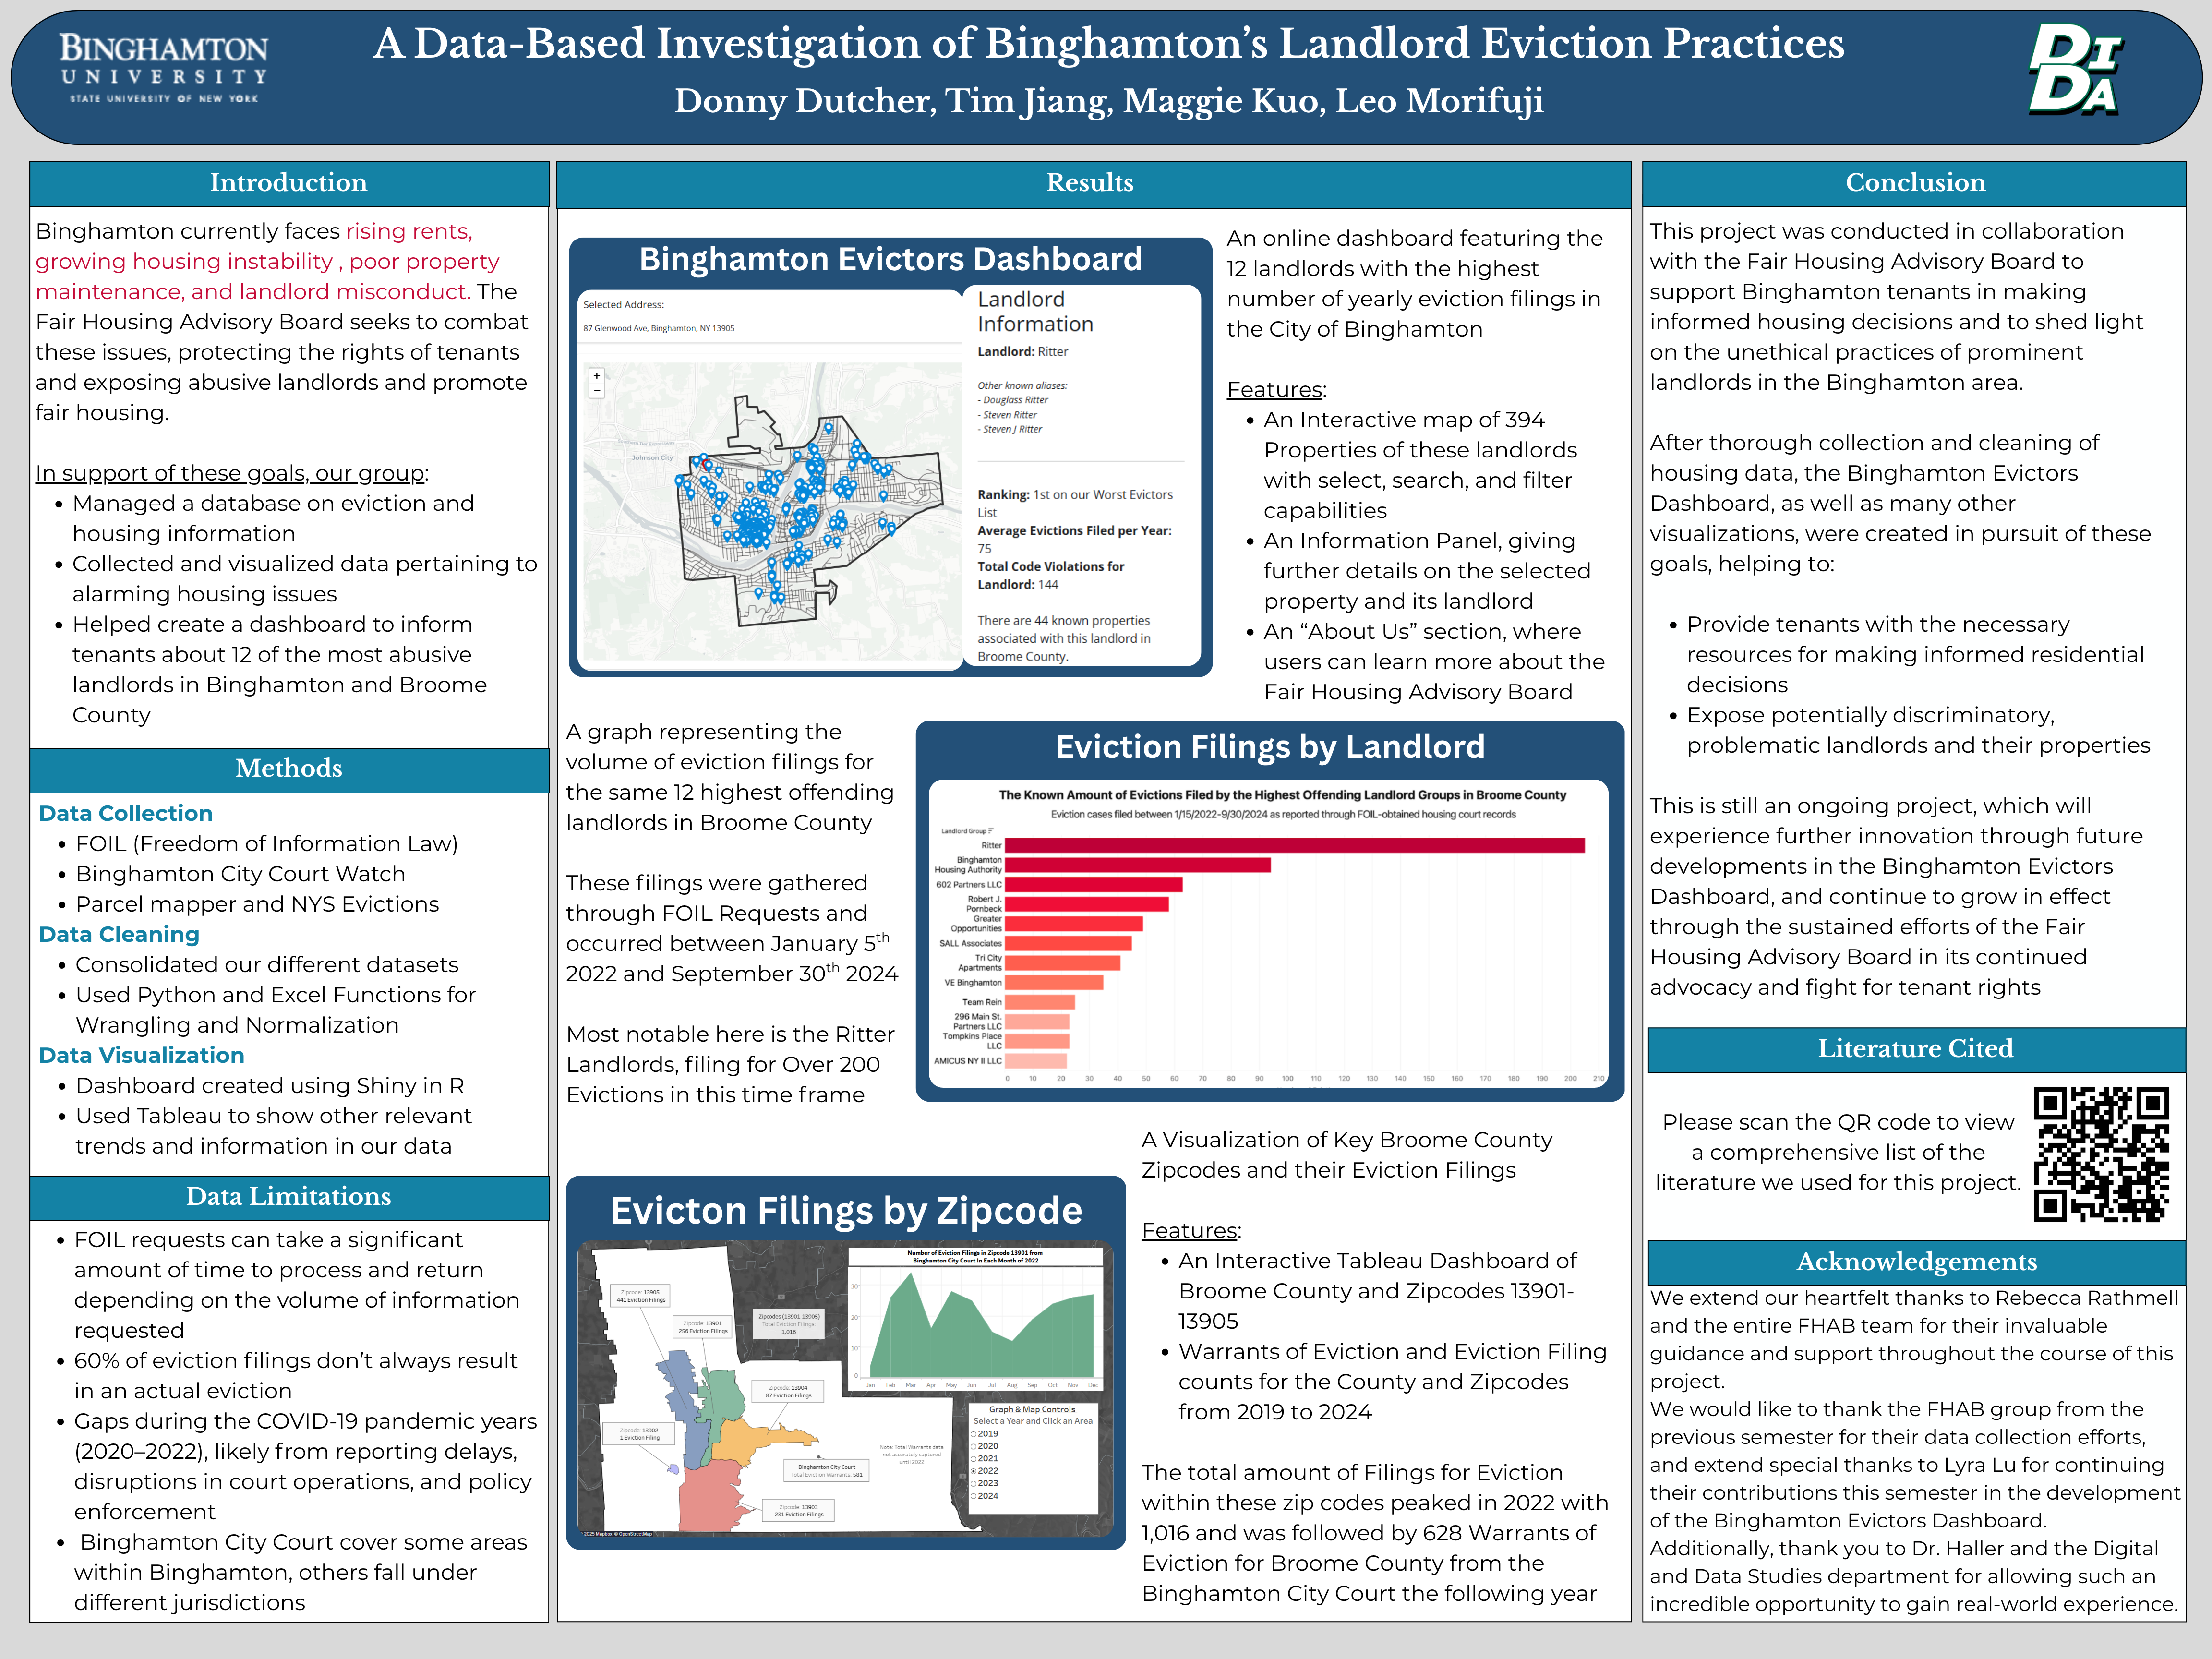 BINGHAMTON
UNIVERSITY
STATE UNIVERSITY OF NEW YORK
A Data-Based Investigation of Binghamton's Landlord Eviction Practices
Donny Dutcher, Tim Jiang, Maggie Kuo, Leo Morifuji
DIDA
Introduction
Binghamton currently faces rising rents,
growing housing instability , poor property
maintenance, and landlord misconduct. The
Fair Housing Advisory Board seeks to combat
these issues, protecting the rights of tenants
and exposing abusive landlords and promote
fair housing.
In support of these goals, our group:
• Managed a database on eviction and
housing information
• Collected and visualized data pertaining to
alarming housing issues
• Helped create a dashboard to inform
tenants about 12 of the most abusive
landlords in Binghamton and Broome
County
Methods
Data Collection
• FOIL (Freedom of Information Law)
• Binghamton City Court Watch
• Parcel mapper and NYS Evictions
Data Cleaning
• Consolidated our different datasets
• Used Python and Excel Functions for
Wrangling and Normalization
Data Visualization
• Dashboard created using Shiny in R
• Used Tableau to show other relevant
trends and information in our data
Data Limitations
• FOIL requests can take a significant
amount of time to process and return
depending on the volume of information
requested
• 60% of eviction filings don't always result
in an actual eviction
• Gaps during the COVID-19 pandemic years
(2020–2022), likely from reporting delays,
disruptions in court operations, and policy
enforcement
• Binghamton City Court cover some areas
within Binghamton, others fall under
different jurisdictions
Results
Binghamton Evictors Dashboard
Selected Address:
87 Glenwood Ave, Binghamton, NY 13905
+
−
Johnson City
Landlord
Information
Landlord: Ritter
Other known aliases:
- Douglass Ritter
- Steven Ritter
- Steven J Ritter
Ranking: 1st on our Worst Evictors
List
Average Evictions Filed per Year:
75
Total Code Violations for
Landlord: 144
There are 44 known properties
associated with this landlord in
Broome County.
An online dashboard featuring the
12 landlords with the highest
number of yearly eviction filings in
the City of Binghamton
Features:
• An Interactive map of 394
Properties of these landlords
with select, search, and filter
capabilities
• An Information Panel, giving
further details on the selected
property and its landlord
• An “About Us” section, where
users can learn more about the
Fair Housing Advisory Board
A graph representing the
volume of eviction filings for
the same 12 highest offending
landlords in Broome County
These filings were gathered
through FOIL Requests and
occurred between January 5th
2022 and September 30th 2024
Most notable here is the Ritter
Landlords, filing for Over 200
Evictions in this time frame
Eviction Filings by Landlord
The Known Amount of Evictions Filed by the Highest Offending Landlord Groups in Broome County
Eviction cases filed between 1/15/2022-9/30/2024 as reported through FOIL-obtained housing court records
Landlord Group
Ritter
Binghamton
Housing Authority
602 Partners LLC
Robert J.
Pornbeck
Greater
Opportunities
SALL Associates
Tri City
Apartments
VE Binghamton
Team Rein
296 Main St.
Partners LLC
Tompkins Place
LLC
AMICUS NY II LLC
0 10 20 30 40 50 60 70 80 90 100 110 120 130 140 150 160 170 180 190 200 210
Evicton Filings by Zipcode
Zipcode: 13905
441 Eviction Filings
Zipcode: 13901
256 Eviction Filings
Zipcodes (13901-13905)
Total Eviction Filings:
1,016
Zipcode: 13904
87 Eviction Filings
Zipcode: 13902
1 Eviction Filing
Note: Total Warrants data
not accurately captured
until 2022
Binghamton City Court
Total Eviction Warrants: 581
Zipcode: 13903
231 Eviction Filings
© 2025 Mapbox © OpenStreetMap
Number of Eviction Filings in Zipcode 13901 from
Binghamton City Court In Each Month of 2022
30
20
10
0
Jan Feb Mar Apr May Jun Jul Aug Sep Oct Nov Dec
Graph & Map Controls
Select a Year and Click an Area
2019
2020
2021
2022
2023
2024
A Visualization of Key Broome County
Zipcodes and their Eviction Filings
Features:
• An Interactive Tableau Dashboard of
Broome County and Zipcodes 13901-
13905
• Warrants of Eviction and Eviction Filing
counts for the County and Zipcodes
from 2019 to 2024
The total amount of Filings for Eviction
within these zip codes peaked in 2022 with
1,016 and was followed by 628 Warrants of
Eviction for Broome County from the
Binghamton City Court the following year
Conclusion
This project was conducted in collaboration
with the Fair Housing Advisory Board to
support Binghamton tenants in making
informed housing decisions and to shed light
on the unethical practices of prominent
landlords in the Binghamton area.
After thorough collection and cleaning of
housing data, the Binghamton Evictors
Dashboard, as well as many other
visualizations, were created in pursuit of these
goals, helping to:
• Provide tenants with the necessary
resources for making informed residential
decisions
• Expose potentially discriminatory,
problematic landlords and their properties
This is still an ongoing project, which will
experience further innovation through future
developments in the Binghamton Evictors
Dashboard, and continue to grow in effect
through the sustained efforts of the Fair
Housing Advisory Board in its continued
advocacy and fight for tenant rights
Literature Cited
Please scan the QR code to view
a comprehensive list of the
literature we used for this project.
Acknowledgements
We extend our heartfelt thanks to Rebecca Rathmell
and the entire FHAB team for their invaluable
guidance and support throughout the course of this
project.
We would like to thank the FHAB group from the
previous semester for their data collection efforts,
and extend special thanks to Lyra Lu for continuing
their contributions this semester in the development
of the Binghamton Evictors Dashboard.
Additionally, thank you to Dr. Haller and the Digital
and Data Studies department for allowing such an
incredible opportunity to gain real-world experience.